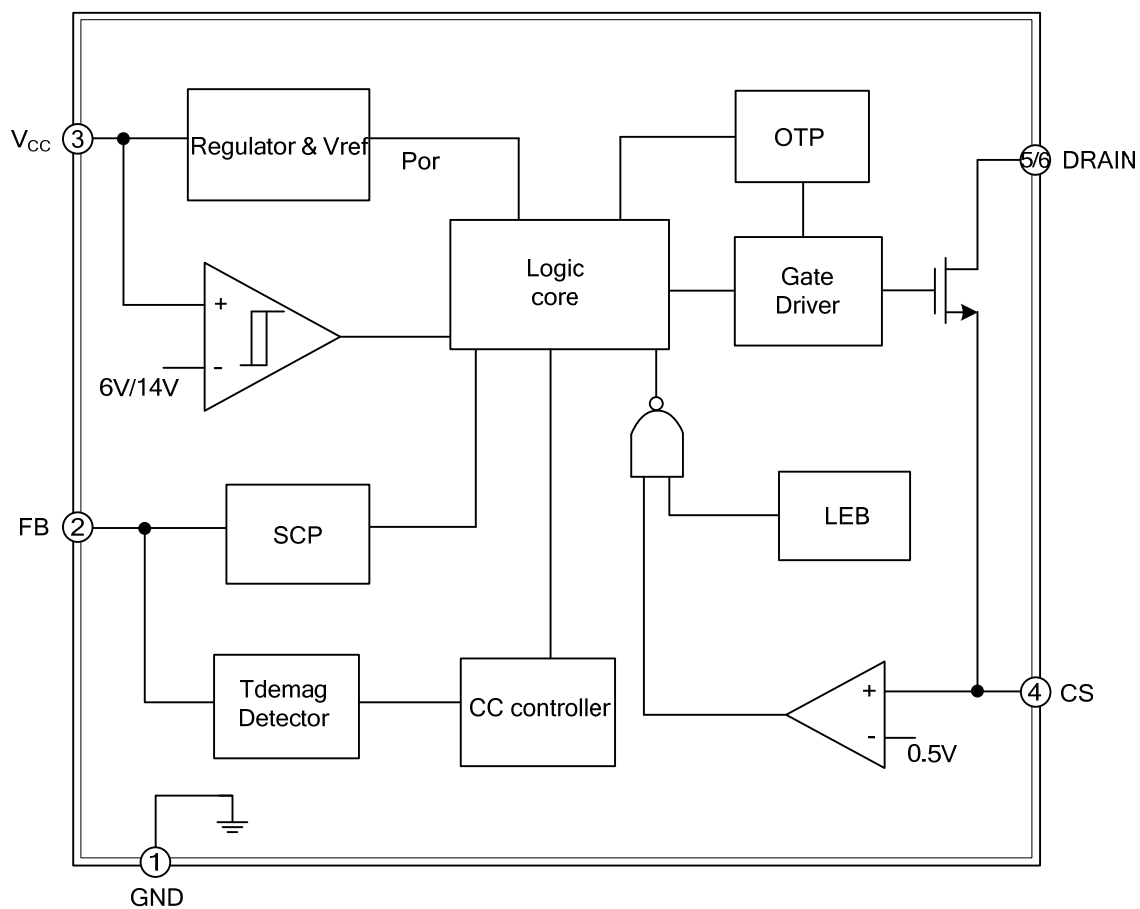 V_CC
3
Regulator & Vref
Por
OTP
5/6
DRAIN
Logic
core
Gate
Driver
+
-
6V/14V
FB
2
SCP
LEB
Tdemag
Detector
CC controller
+
-
0.5V
4
CS
1
GND